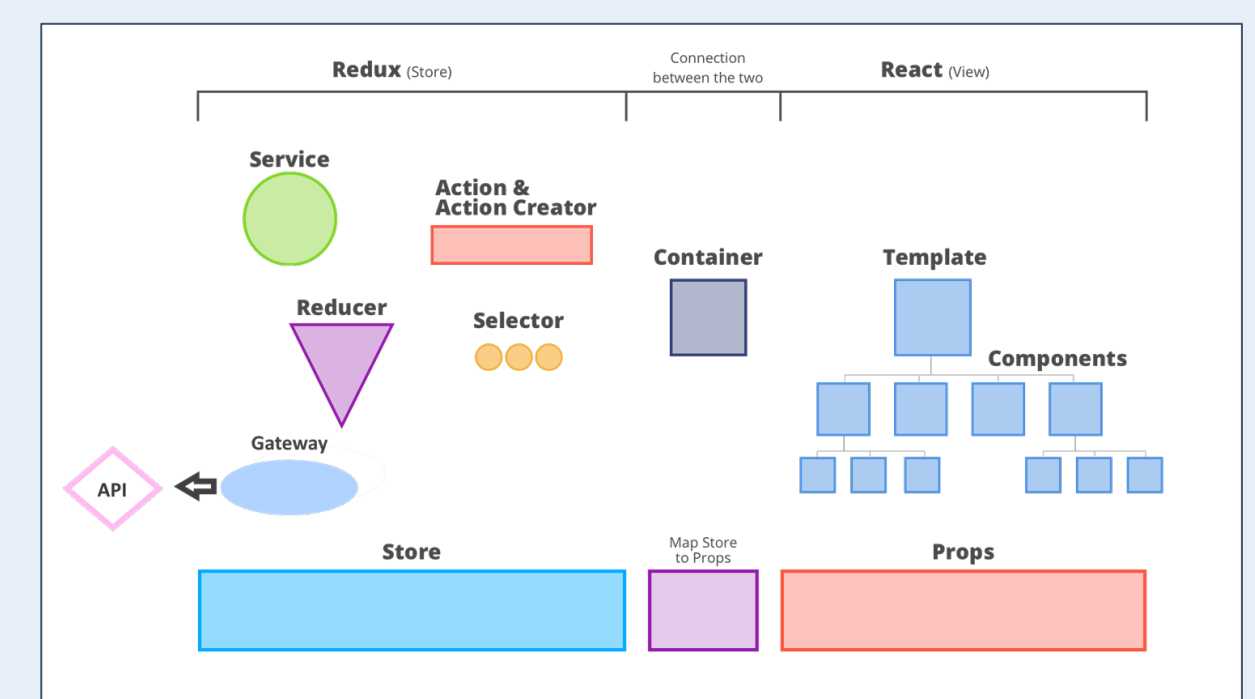 Redux (Store)
Connection
between the two
React (View)
Service
Action &
Action Creator
Container
Template
Reducer
Selector
Components
Gateway
API
Store
Map Store
to Props
Props